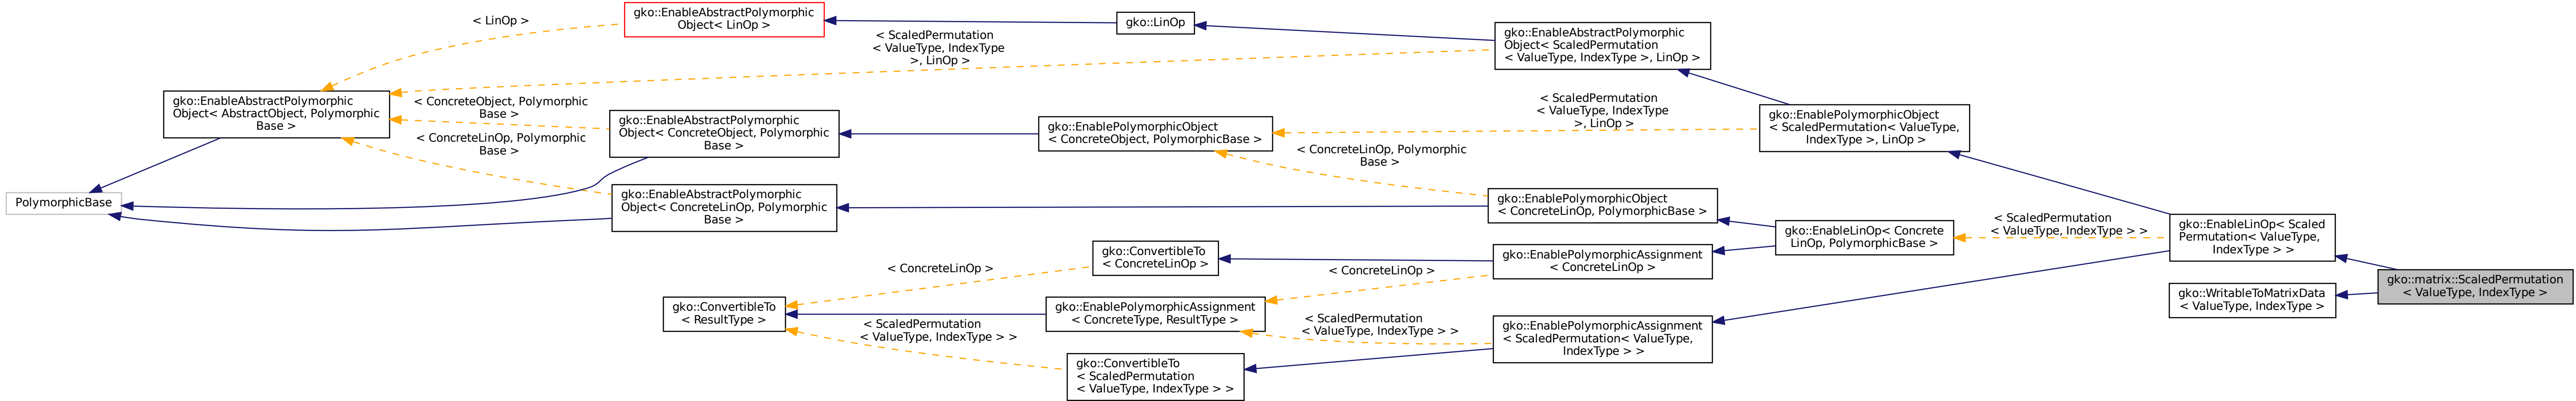 PolymorphicBase
gko::EnableAbstractPolymorphic
Object< AbstractObject, Polymorphic
Base >
< LinOp >
< ScaledPermutation
< ValueType, IndexType
>, LinOp >
< ConcreteObject, Polymorphic
Base >
< ConcreteLinOp, Polymorphic
Base >
gko::EnableAbstractPolymorphic
Object< LinOp >
gko::EnableAbstractPolymorphic
Object< ConcreteObject, Polymorphic
Base >
gko::EnableAbstractPolymorphic
Object< ConcreteLinOp, Polymorphic
Base >
gko::ConvertibleTo
< ResultType >
< ConcreteLinOp >
< ScaledPermutation
< ValueType, IndexType > >
gko::LinOp
gko::EnablePolymorphicObject
< ConcreteObject, PolymorphicBase >
gko::ConvertibleTo
< ConcreteLinOp >
gko::EnablePolymorphicAssignment
< ConcreteType, ResultType >
gko::ConvertibleTo
< ScaledPermutation
< ValueType, IndexType > >
< ScaledPermutation
< ValueType, IndexType
>, LinOp >
< ConcreteLinOp, Polymorphic
Base >
< ConcreteLinOp >
< ScaledPermutation
< ValueType, IndexType > >
gko::EnableAbstractPolymorphic
Object< ScaledPermutation
< ValueType, IndexType >, LinOp >
gko::EnablePolymorphicObject
< ConcreteLinOp, PolymorphicBase >
gko::EnablePolymorphicAssignment
< ConcreteLinOp >
gko::EnablePolymorphicAssignment
< ScaledPermutation< ValueType,
IndexType > >
gko::EnablePolymorphicObject
< ScaledPermutation< ValueType,
IndexType >, LinOp >
gko::EnableLinOp< Concrete
LinOp, PolymorphicBase >
< ScaledPermutation
< ValueType, IndexType > >
gko::EnableLinOp< Scaled
Permutation< ValueType,
IndexType > >
gko::WritableToMatrixData
< ValueType, IndexType >
gko::matrix::ScaledPermutation
< ValueType, IndexType >